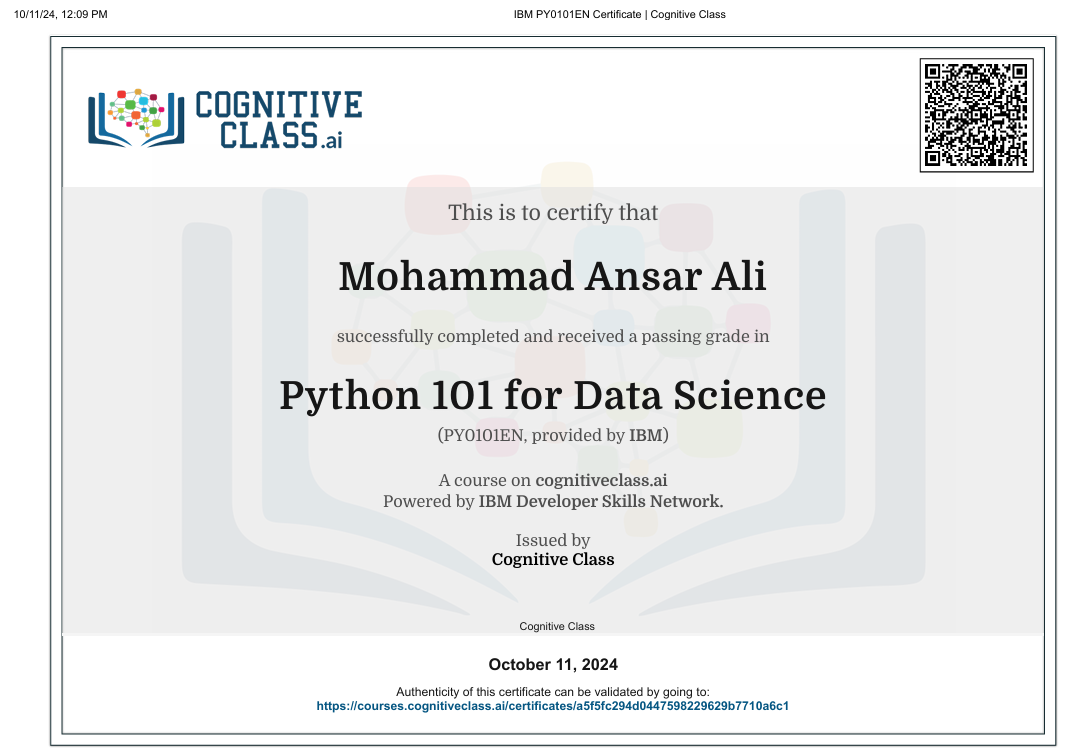 10/11/24, 12:09 PM
IBM PY0101EN Certificate | Cognitive Class
COGNITIVE
CLASS.ai
This is to certify that
Mohammad Ansar Ali
successfully completed and received a passing grade in
Python 101 for Data Science
(PY0101EN, provided by IBM)
A course on cognitiveclass.ai
Powered by IBM Developer Skills Network.
Issued by
Cognitive Class
Cognitive Class
October 11, 2024
Authenticity of this certificate can be validated by going to:
https://courses.cognitiveclass.ai/certificates/a5f5fc294d0447598229629b7710a6c1